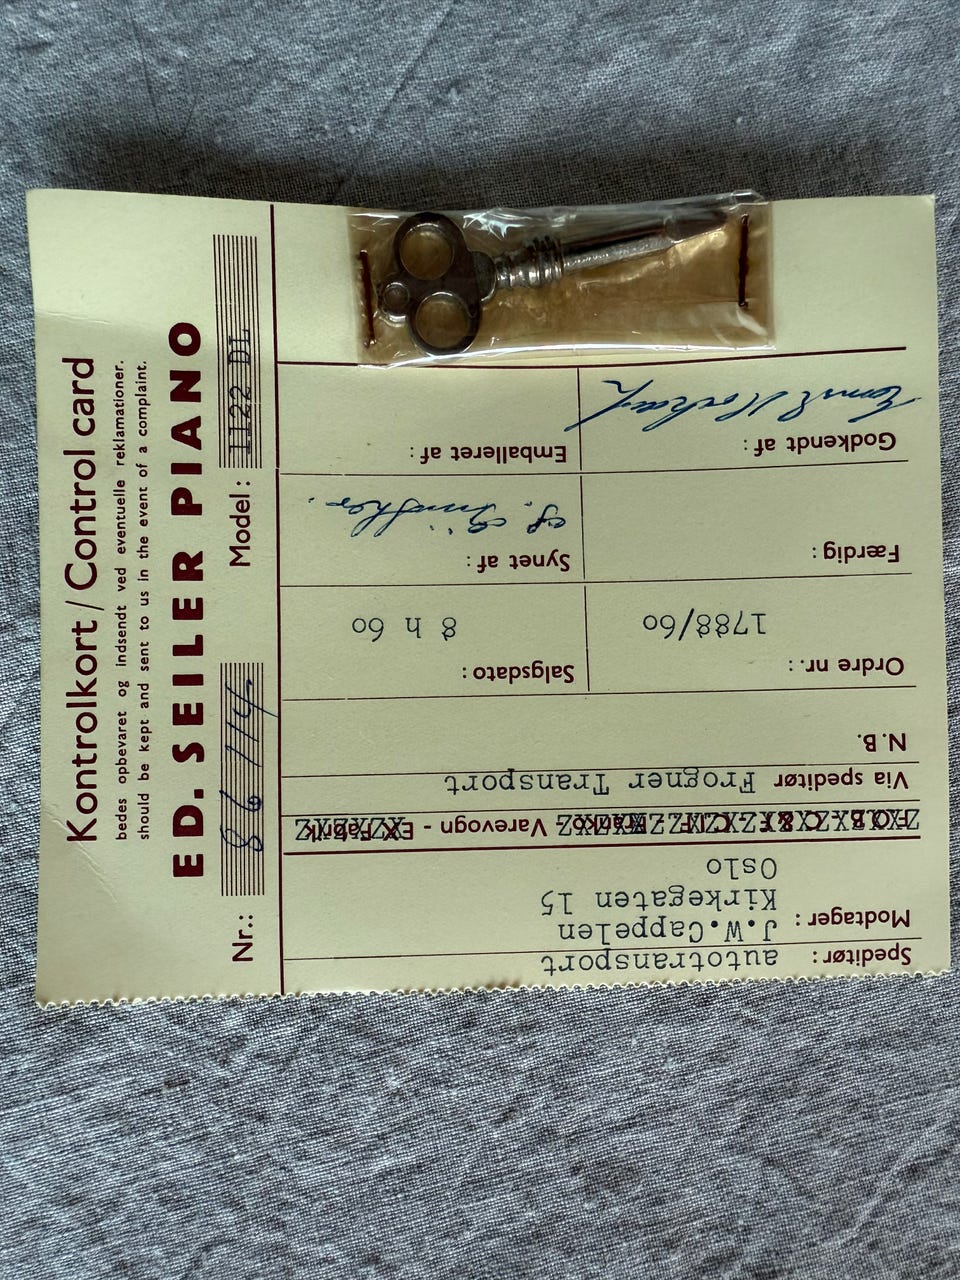 Kontrolkort / Control card
bedes opbevaret og indsendt ved eventuelle reklamationer.
should be kept and sent to us in the event of a complaint.
ED. SEILER PIANO
Nr.: 86114 Model: 1122 DL
Speditør: autotransport
Modtager: J.W.Cappelen
Kirkegaten 15
Oslo
Varevogn - Ex Fabrik
Via speditør Frogner Transport
N.B.
Ordre nr.: 1788/60 Salgsdato: 8 h 60
Færdig: Synet af:
Godkendt af: Emballeret af: